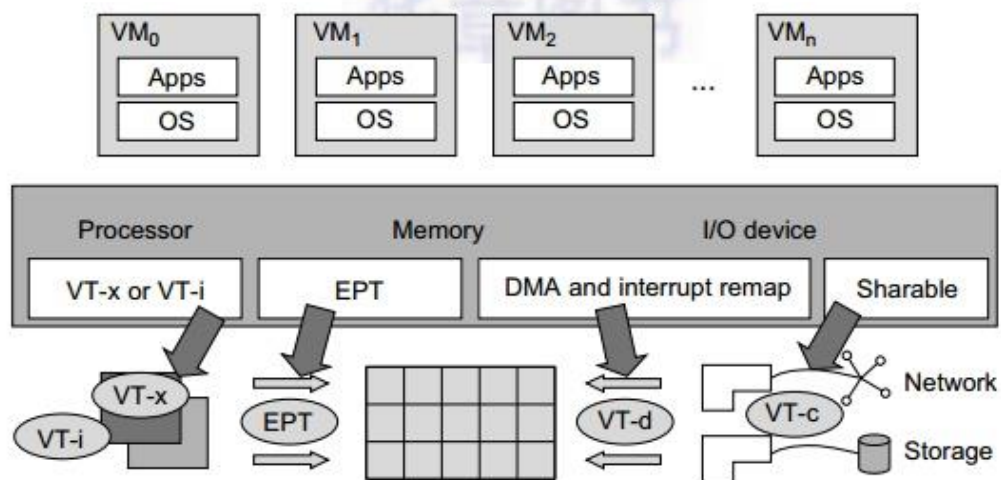 VM0 VM1 VM2 VMn
Apps Apps Apps ... Apps
OS OS OS OS
Processor Memory I/O device
VT-x or VT-i EPT DMA and interrupt remap Sharable
VT-x Network
VT-i EPT VT-d VT-c
Storage